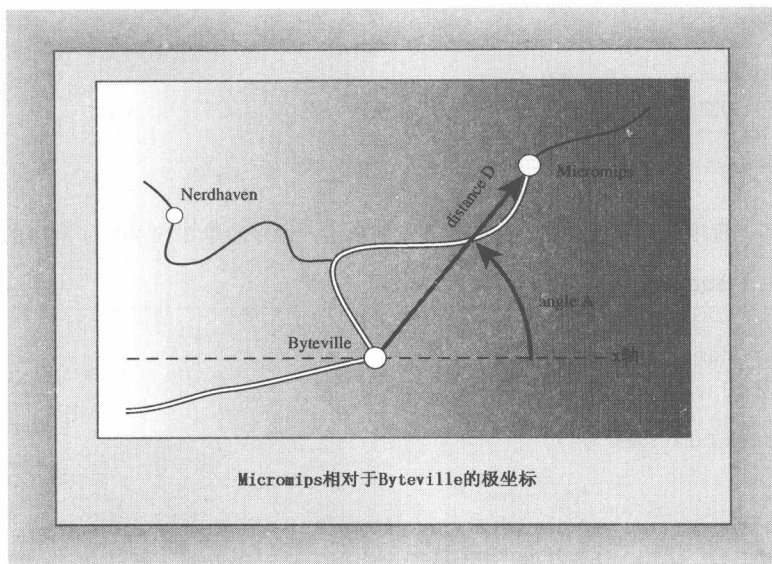 Nerdhaven
Micromips
distance D
angle A
Byteville
x轴
Micromips相对于Byteville的极坐标